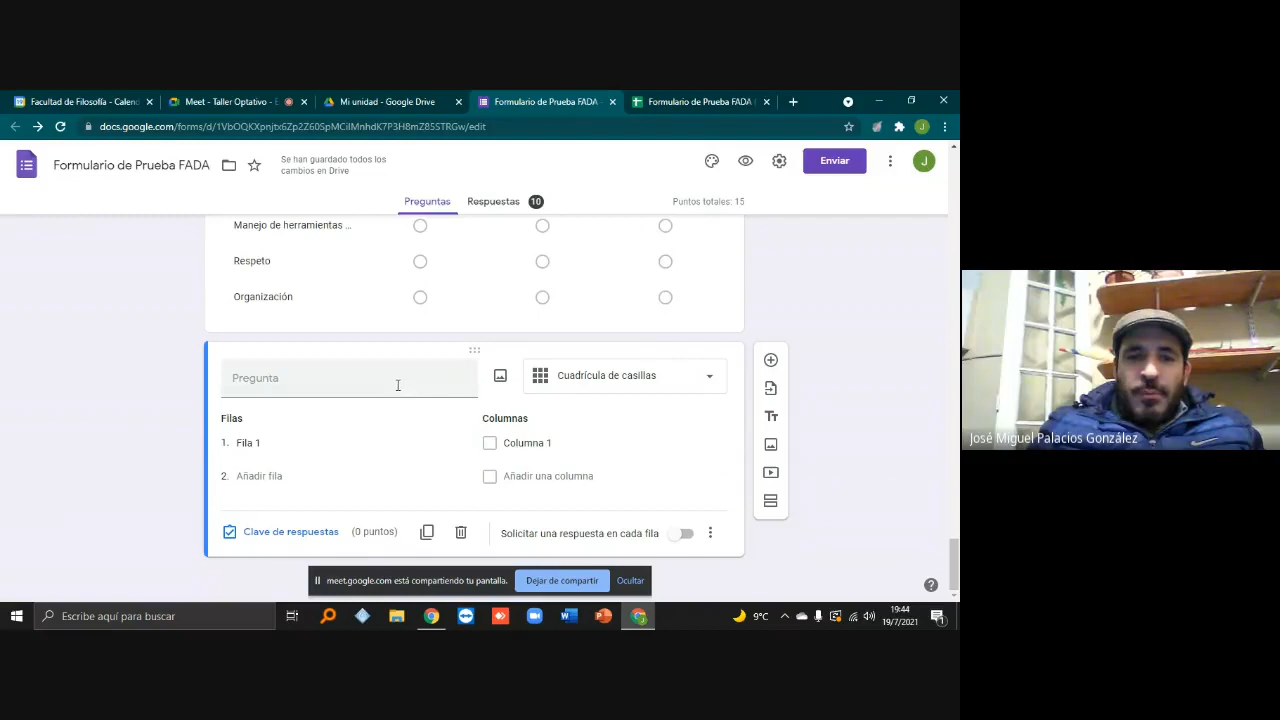 Facultad de Filosofía - Calend
Meet - Taller Optativo - E
Mi unidad - Google Drive
Formulario de Prueba FADA -
Formulario de Prueba FADA
docs.google.com/forms/d/1VbOQKXpnjtx6Zp2Z60SpMCiIMnhdK7P3H8mZ85STRGw/edit
J
Formulario de Prueba FADA
Se han guardado todos los
cambios en Drive
Enviar
J
Preguntas
Respuestas
10
Puntos totales: 15
Manejo de herramientas ...
Respeto
Organización
Pregunta
Cuadrícula de casillas
Filas
Columnas
1. Fila 1
Columna 1
2. Añadir fila
Añadir una columna
Clave de respuestas
(0 puntos)
Solicitar una respuesta en cada fila
Tт
meet.google.com está compartiendo tu pantalla.
Dejar de compartir
Ocultar
Escribe aquí para buscar
9°C
19:44
19/7/2021
José Miguel Palacios González